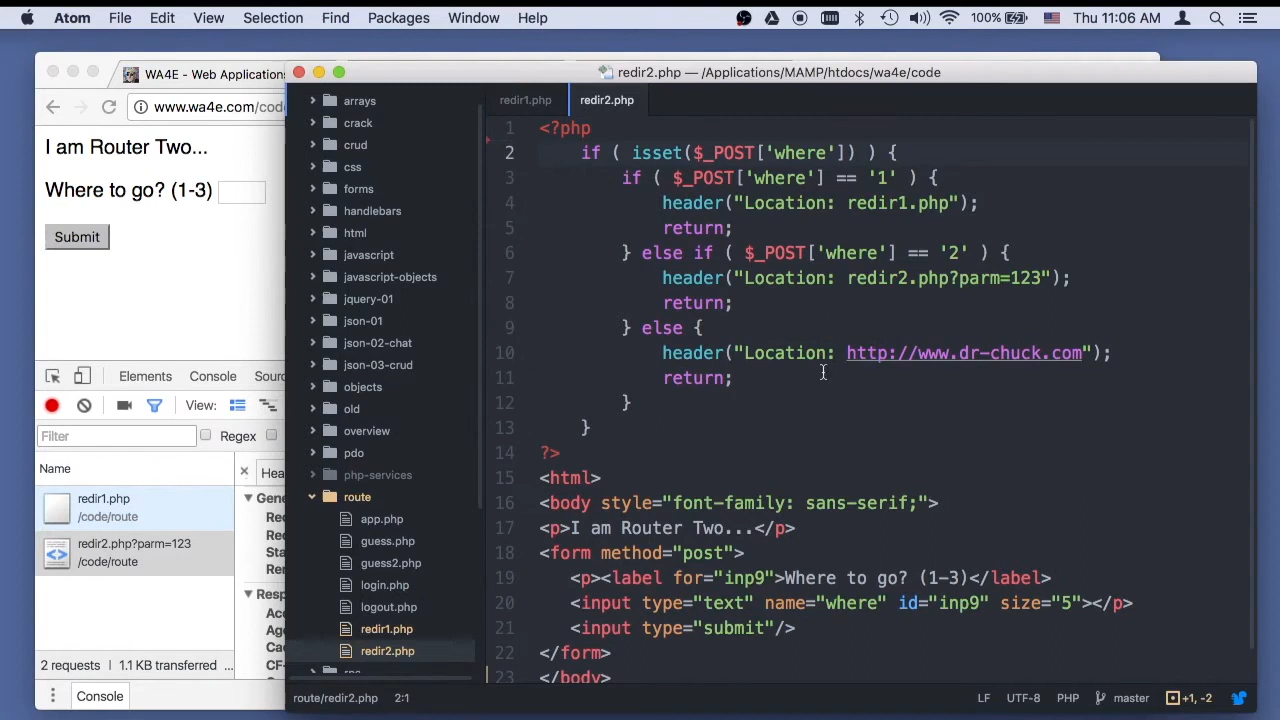 Atom File Edit View Selection Find Packages Window Help 100% Thu 11:06 AM
WA4E - Web Applications
www.wa4e.com/cod
I am Router Two...
Where to go? (1-3)
Submit
Elements Console Sourc
View:
Filter Regex
Name
Hea
redir1.php
/code/route
redir2.php?parm=123
/code/route
Gene
Rec
Rec
Sta
Ren
Resp
Acc
Age
Cac
CF-
2 requests 1.1 KB transferred ...
Console
redir2.php — /Applications/MAMP/htdocs/wa4e/code
arrays
crack
crud
css
forms
handlebars
html
javascript
javascript-objects
jquery-01
json-01
json-02-chat
json-03-crud
objects
old
overview
pdo
php-services
route
app.php
guess.php
guess2.php
login.php
logout.php
redir1.php
redir2.php
redir1.php redir2.php
1 <?php
2 if ( isset($_POST['where']) ) {
3 if ( $_POST['where'] == '1' ) {
4 header("Location: redir1.php");
5 return;
6 } else if ( $_POST['where'] == '2' ) {
7 header("Location: redir2.php?parm=123");
8 return;
9 } else {
10 header("Location: http://www.dr-chuck.com");
11 return;
12 }
13 }
14 ?>
15 <html>
16 <body style="font-family: sans-serif;">
17 <p>I am Router Two...</p>
18 <form method="post">
19 <p><label for="inp9">Where to go? (1-3)</label>
20 <input type="text" name="where" id="inp9" size="5"></p>
21 <input type="submit"/>
22 </form>
23 </body>
route/redir2.php 2:1 LF UTF-8 PHP master +1, -2